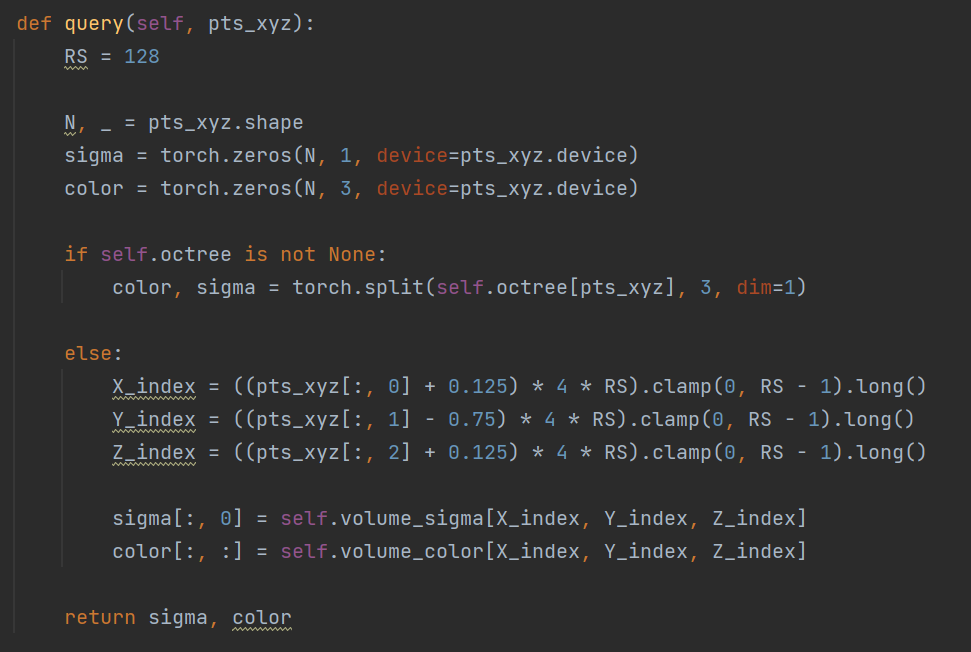 def query(self, pts_xyz):
    RS = 128

    N, _ = pts_xyz.shape
    sigma = torch.zeros(N, 1, device=pts_xyz.device)
    color = torch.zeros(N, 3, device=pts_xyz.device)

    if self.octree is not None:
        color, sigma = torch.split(self.octree[pts_xyz], 3, dim=1)

    else:
        X_index = ((pts_xyz[:, 0] + 0.125) * 4 * RS).clamp(0, RS - 1).long()
        Y_index = ((pts_xyz[:, 1] - 0.75) * 4 * RS).clamp(0, RS - 1).long()
        Z_index = ((pts_xyz[:, 2] + 0.125) * 4 * RS).clamp(0, RS - 1).long()

        sigma[:, 0] = self.volume_sigma[X_index, Y_index, Z_index]
        color[:, :] = self.volume_color[X_index, Y_index, Z_index]

    return sigma, color